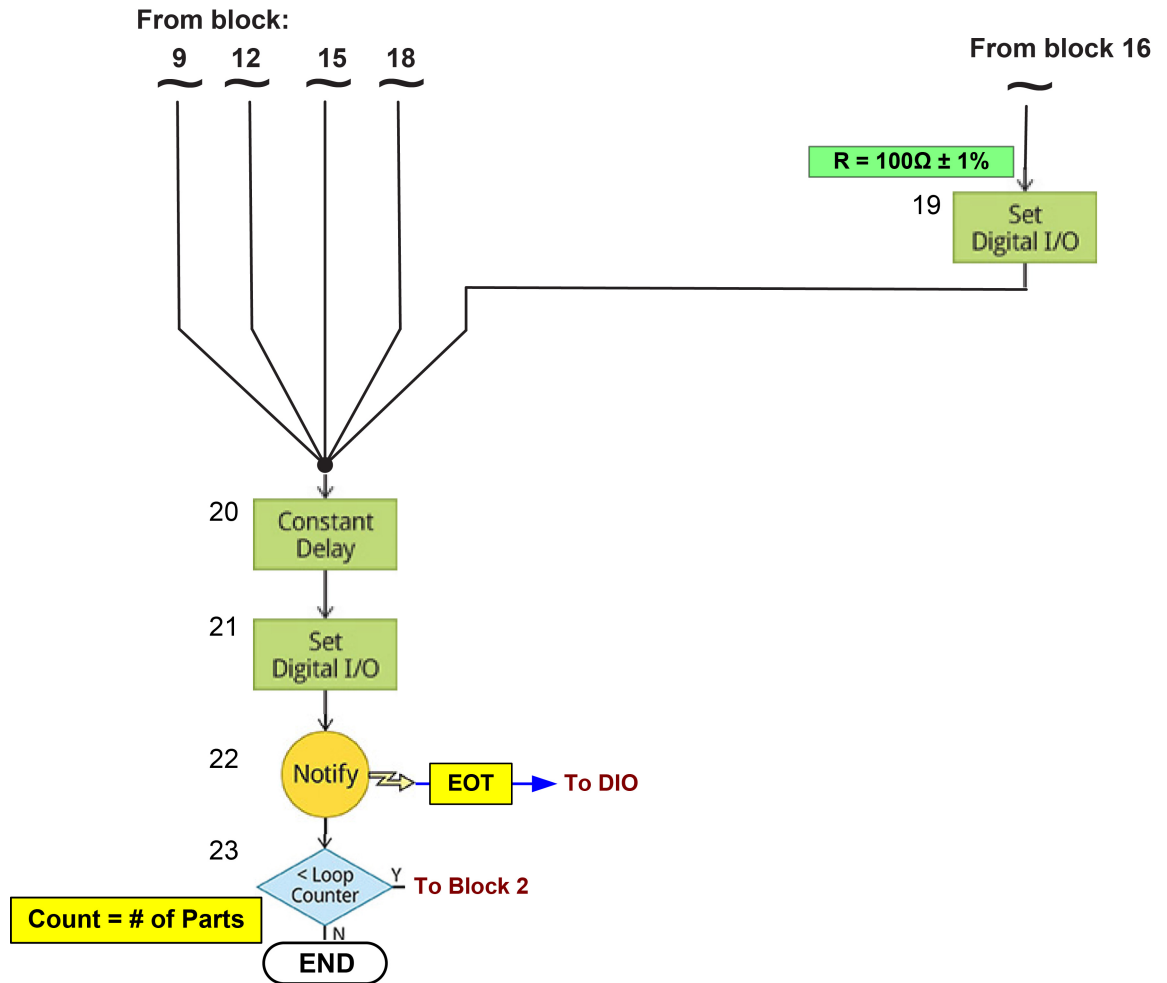 From block:
9 12 15 18
From block 16
R = 100Ω ± 1%
19
Set
Digital I/O
20
Constant
Delay
21
Set
Digital I/O
22
Notify
EOT
To DIO
23
< Loop
Counter
Y
To Block 2
Count = # of Parts
N
END